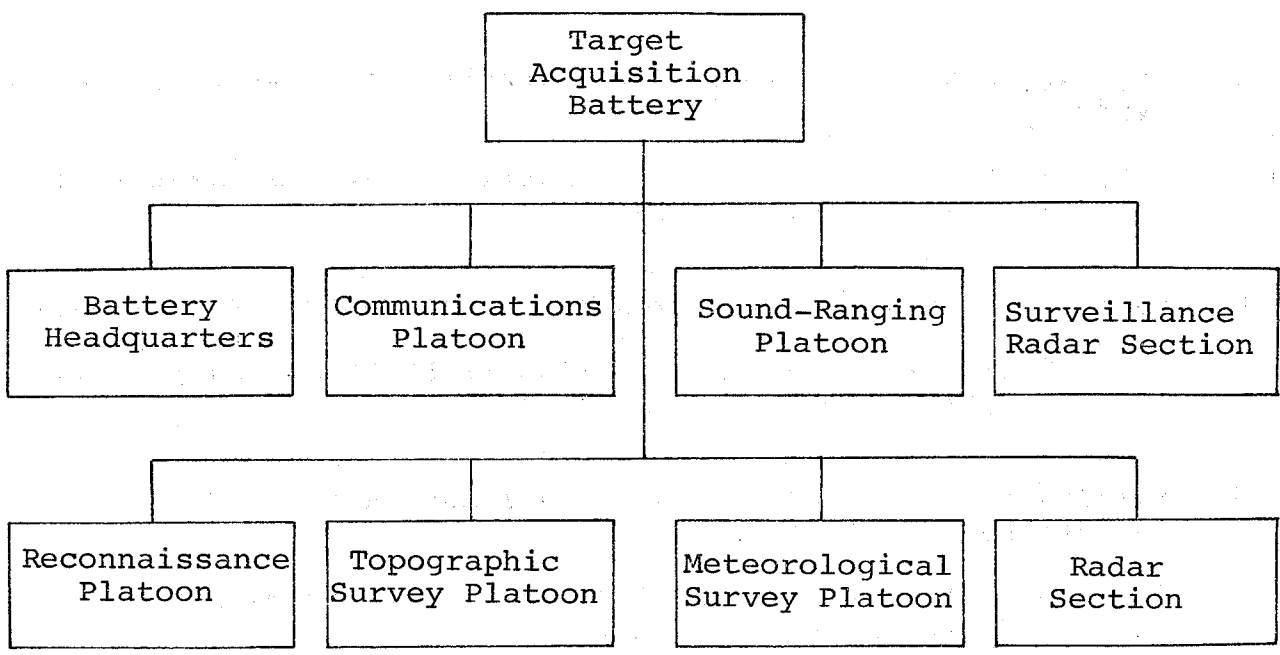 Target
Acquisition
Battery
Battery
Headquarters
Communications
Platoon
Sound-Ranging
Platoon
Surveillance
Radar Section
Reconnaissance
Platoon
Topographic
Survey Platoon
Meteorological
Survey Platoon
Radar
Section